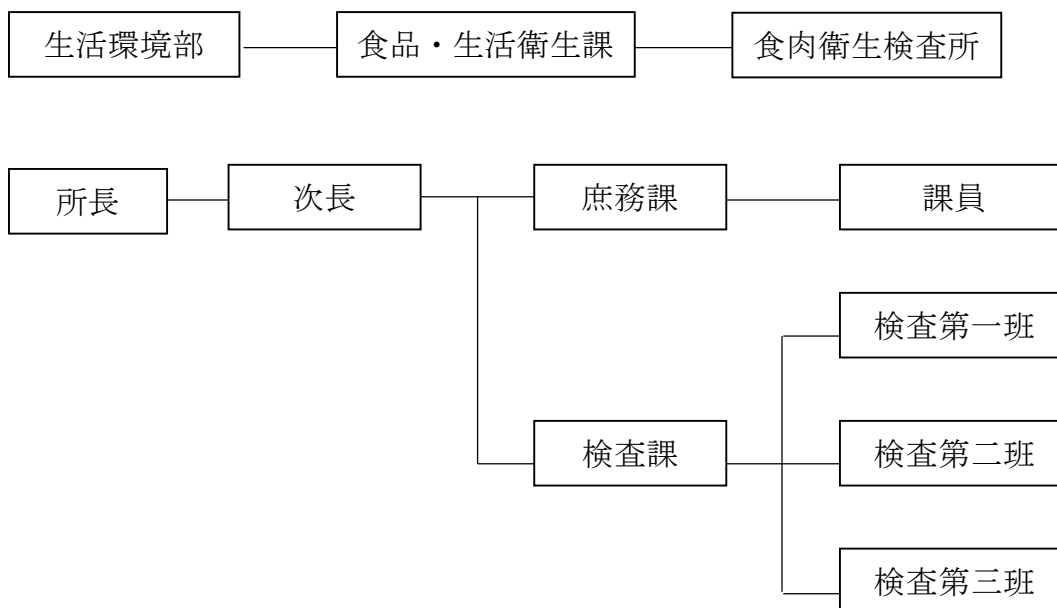 生活環境部 食品・生活衛生課 食肉衛生検査所
所長 次長 庶務課 課員
検査第一班
検査課 検査第二班
検査第三班